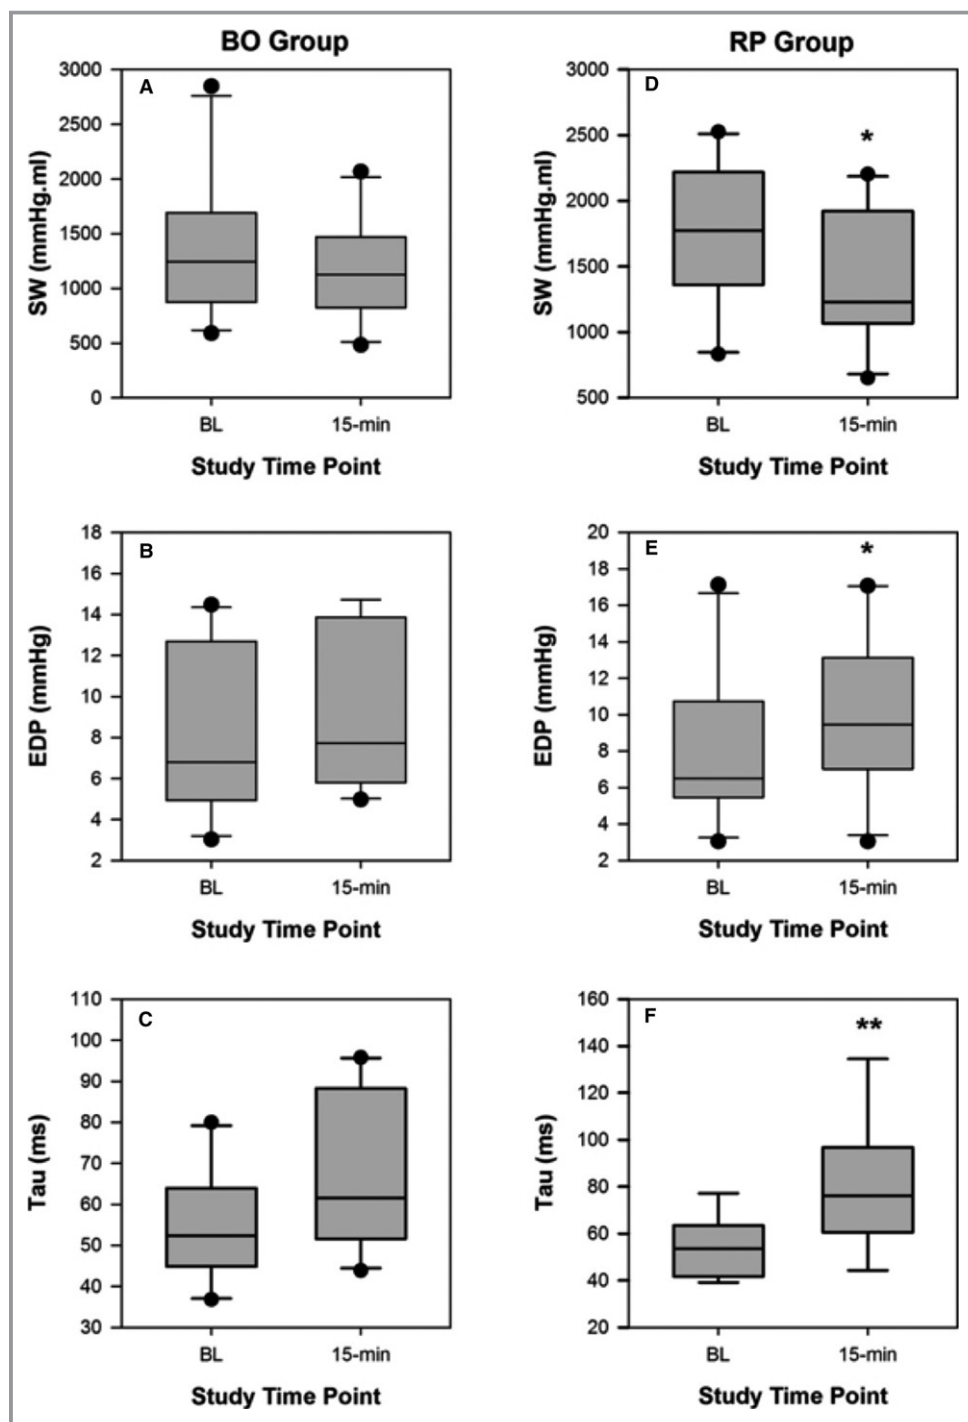 BO Group
RP Group
A
SW (mmHg.ml)
3000
2500
2000
1500
1000
500
0
BL 15-min
Study Time Point
D
*
SW (mmHg.ml)
3000
2500
2000
1500
1000
500
BL 15-min
Study Time Point
B
EDP (mmHg)
18
16
14
12
10
8
6
4
2
BL 15-min
Study Time Point
E
*
EDP (mmHg)
20
18
16
14
12
10
8
6
4
2
BL 15-min
Study Time Point
C
Tau (ms)
110
100
90
80
70
60
50
40
30
BL 15-min
Study Time Point
F
**
Tau (ms)
160
140
120
100
80
60
40
20
BL 15-min
Study Time Point